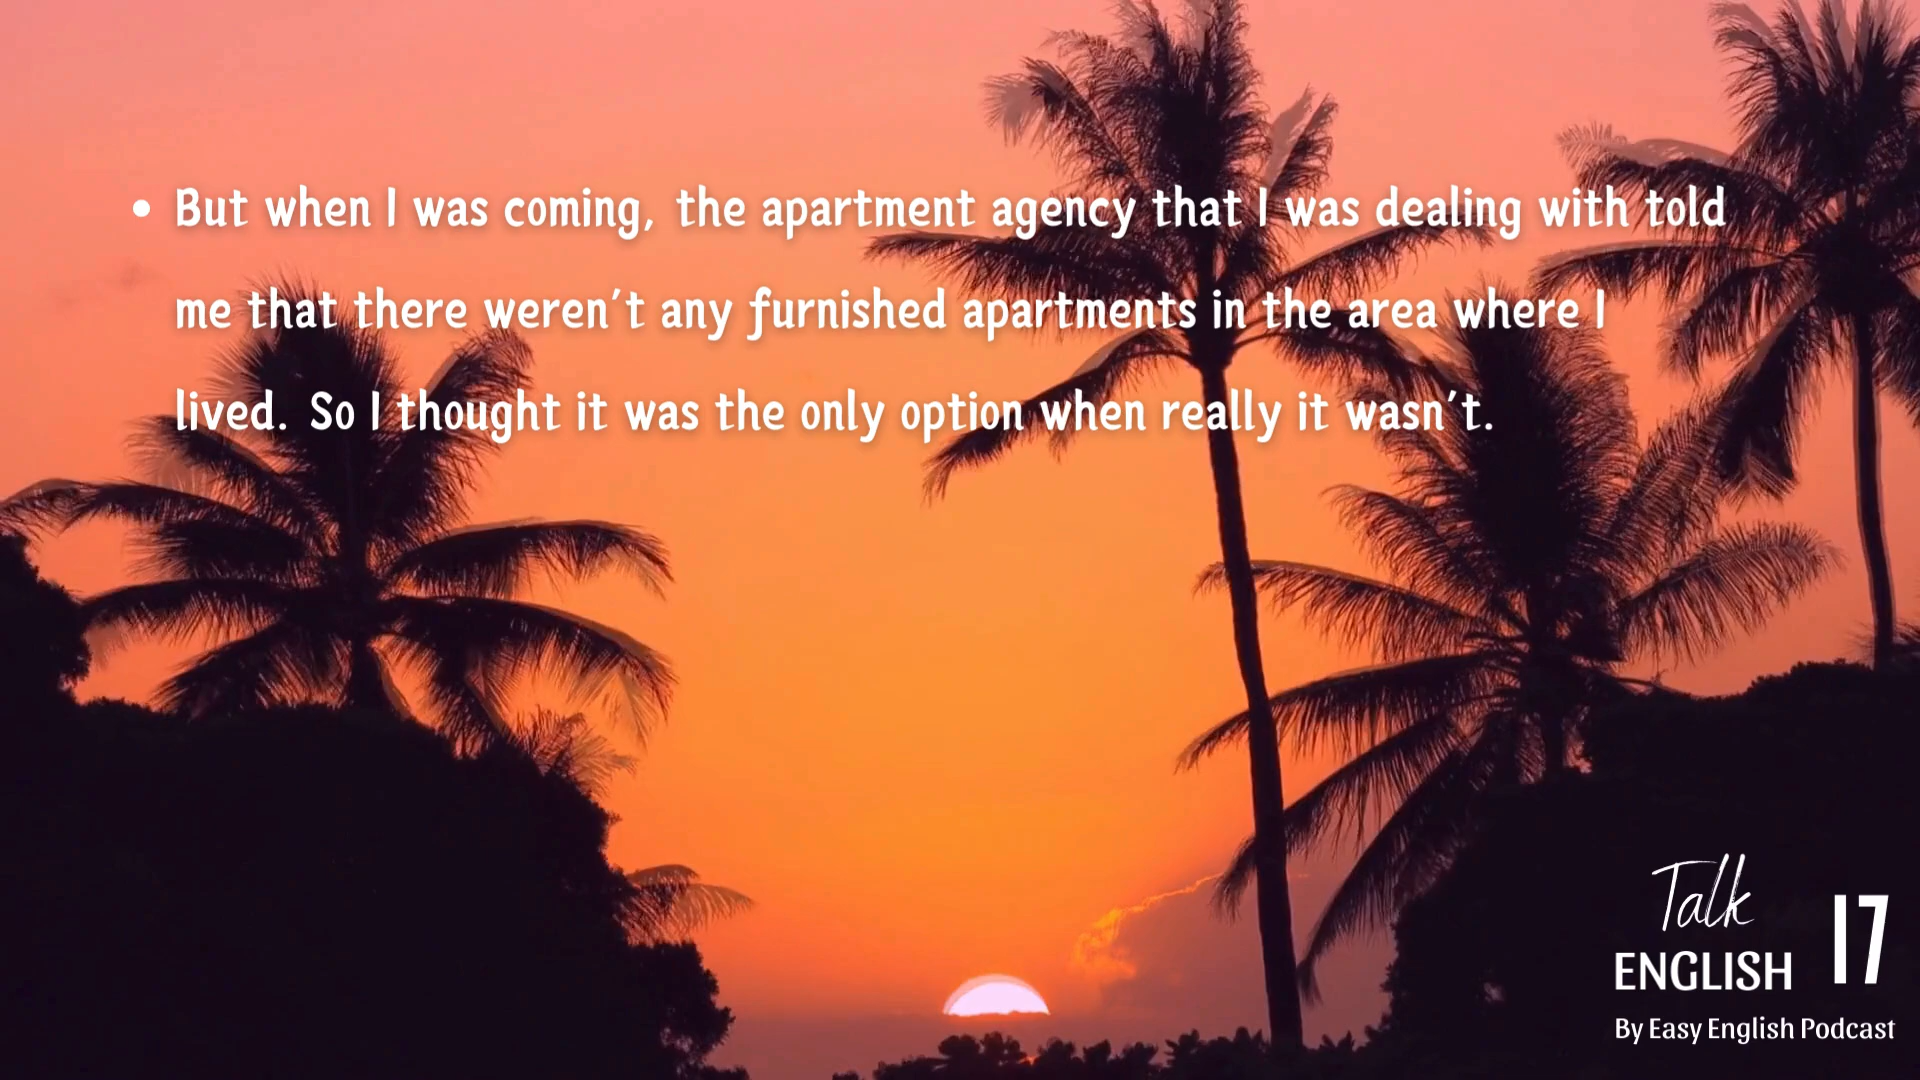 • But when I was coming, the apartment agency that I was dealing with told
me that there weren't any furnished apartments in the area where I
lived. So I thought it was the only option when really it wasn't.
Talk
ENGLISH 17
By Easy English Podcast